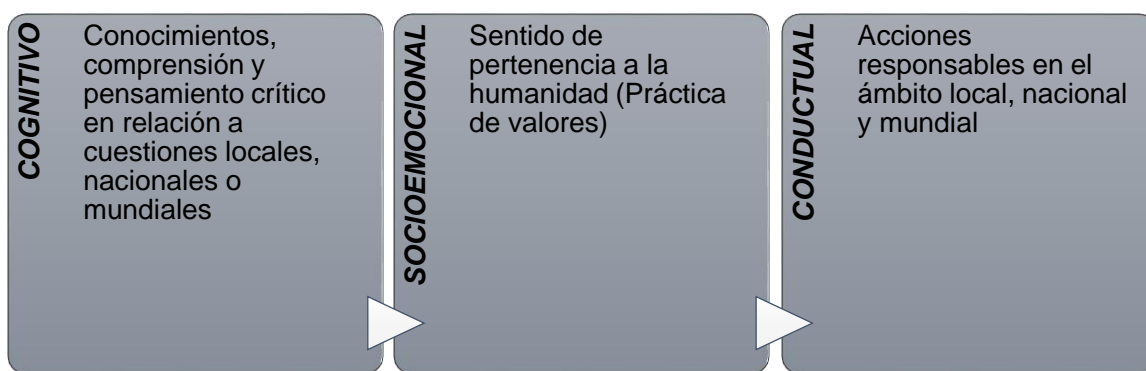 COGNITIVO
Conocimientos,
comprensión y
pensamiento crítico
en relación a
cuestiones locales,
nacionales o
mundiales
SOCIOEMOCIONAL
Sentido de
pertenencia a la
humanidad (Práctica
de valores)
CONDUCTUAL
Acciones
responsables en el
ámbito local, nacional
y mundial